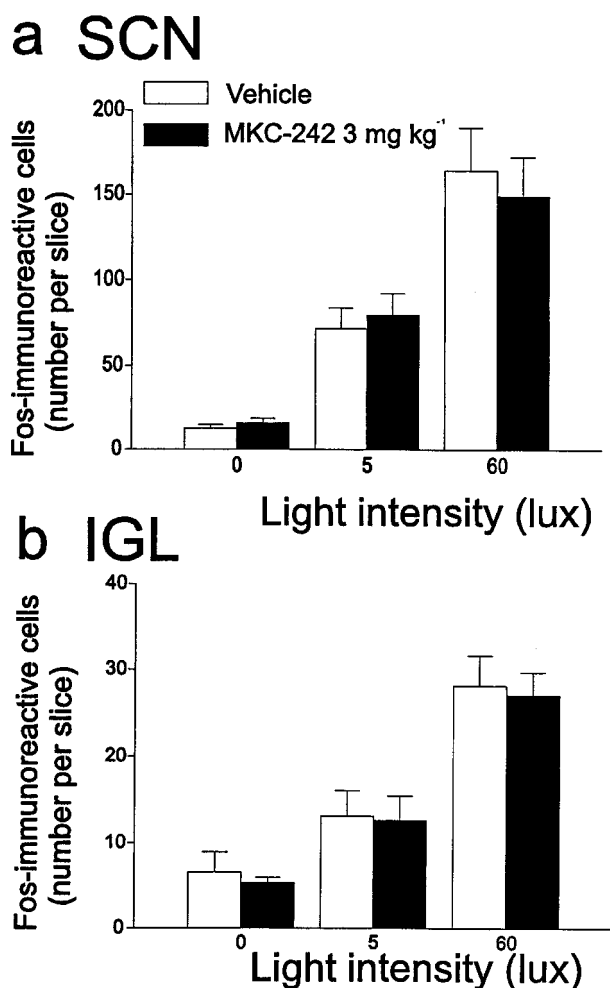 a SCN
Vehicle
MKC-242 3 mg kg⁻¹
Fos-immunoreactive cells
(number per slice)
200
150
100
50
0
0 5 60
Light intensity (lux)
b IGL
Fos-immunoreactive cells
(number per slice)
40
30
20
10
0
0 5 60
Light intensity (lux)